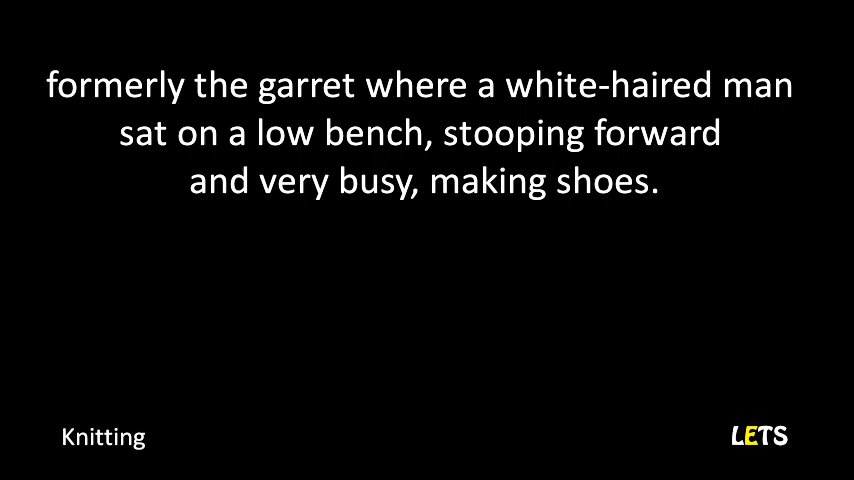 formerly the garret where a white-haired man
sat on a low bench, stooping forward
and very busy, making shoes.
Knitting
LETS